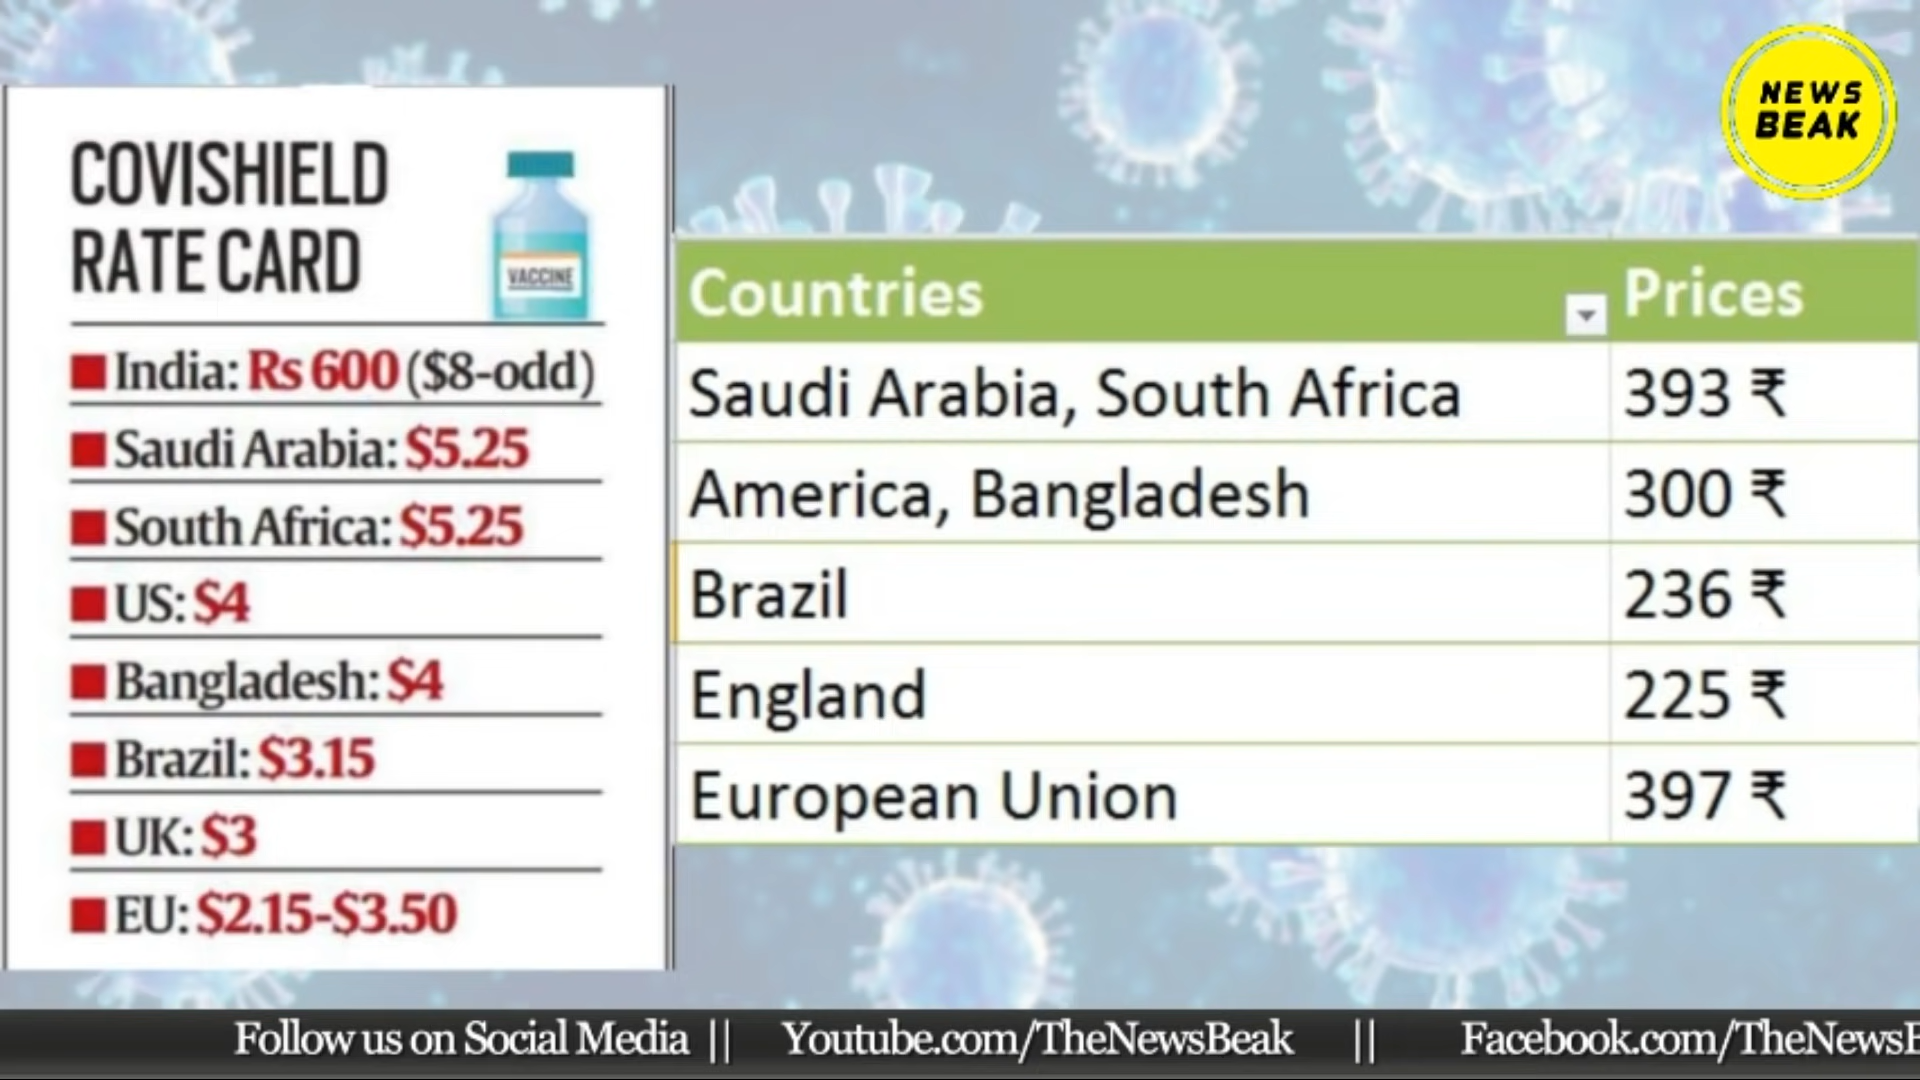 NEWS
BEAK
COVISHIELD
RATE CARD
VACCINE
India: Rs 600 ($8-odd)
Saudi Arabia: $5.25
South Africa: $5.25
US: $4
Bangladesh: $4
Brazil: $3.15
UK: $3
EU: $2.15-$3.50
Countries Prices
Saudi Arabia, South Africa 393 ₹
America, Bangladesh 300 ₹
Brazil 236 ₹
England 225 ₹
European Union 397 ₹
Follow us on Social Media || Youtube.com/TheNewsBeak || Facebook.com/TheNewsB